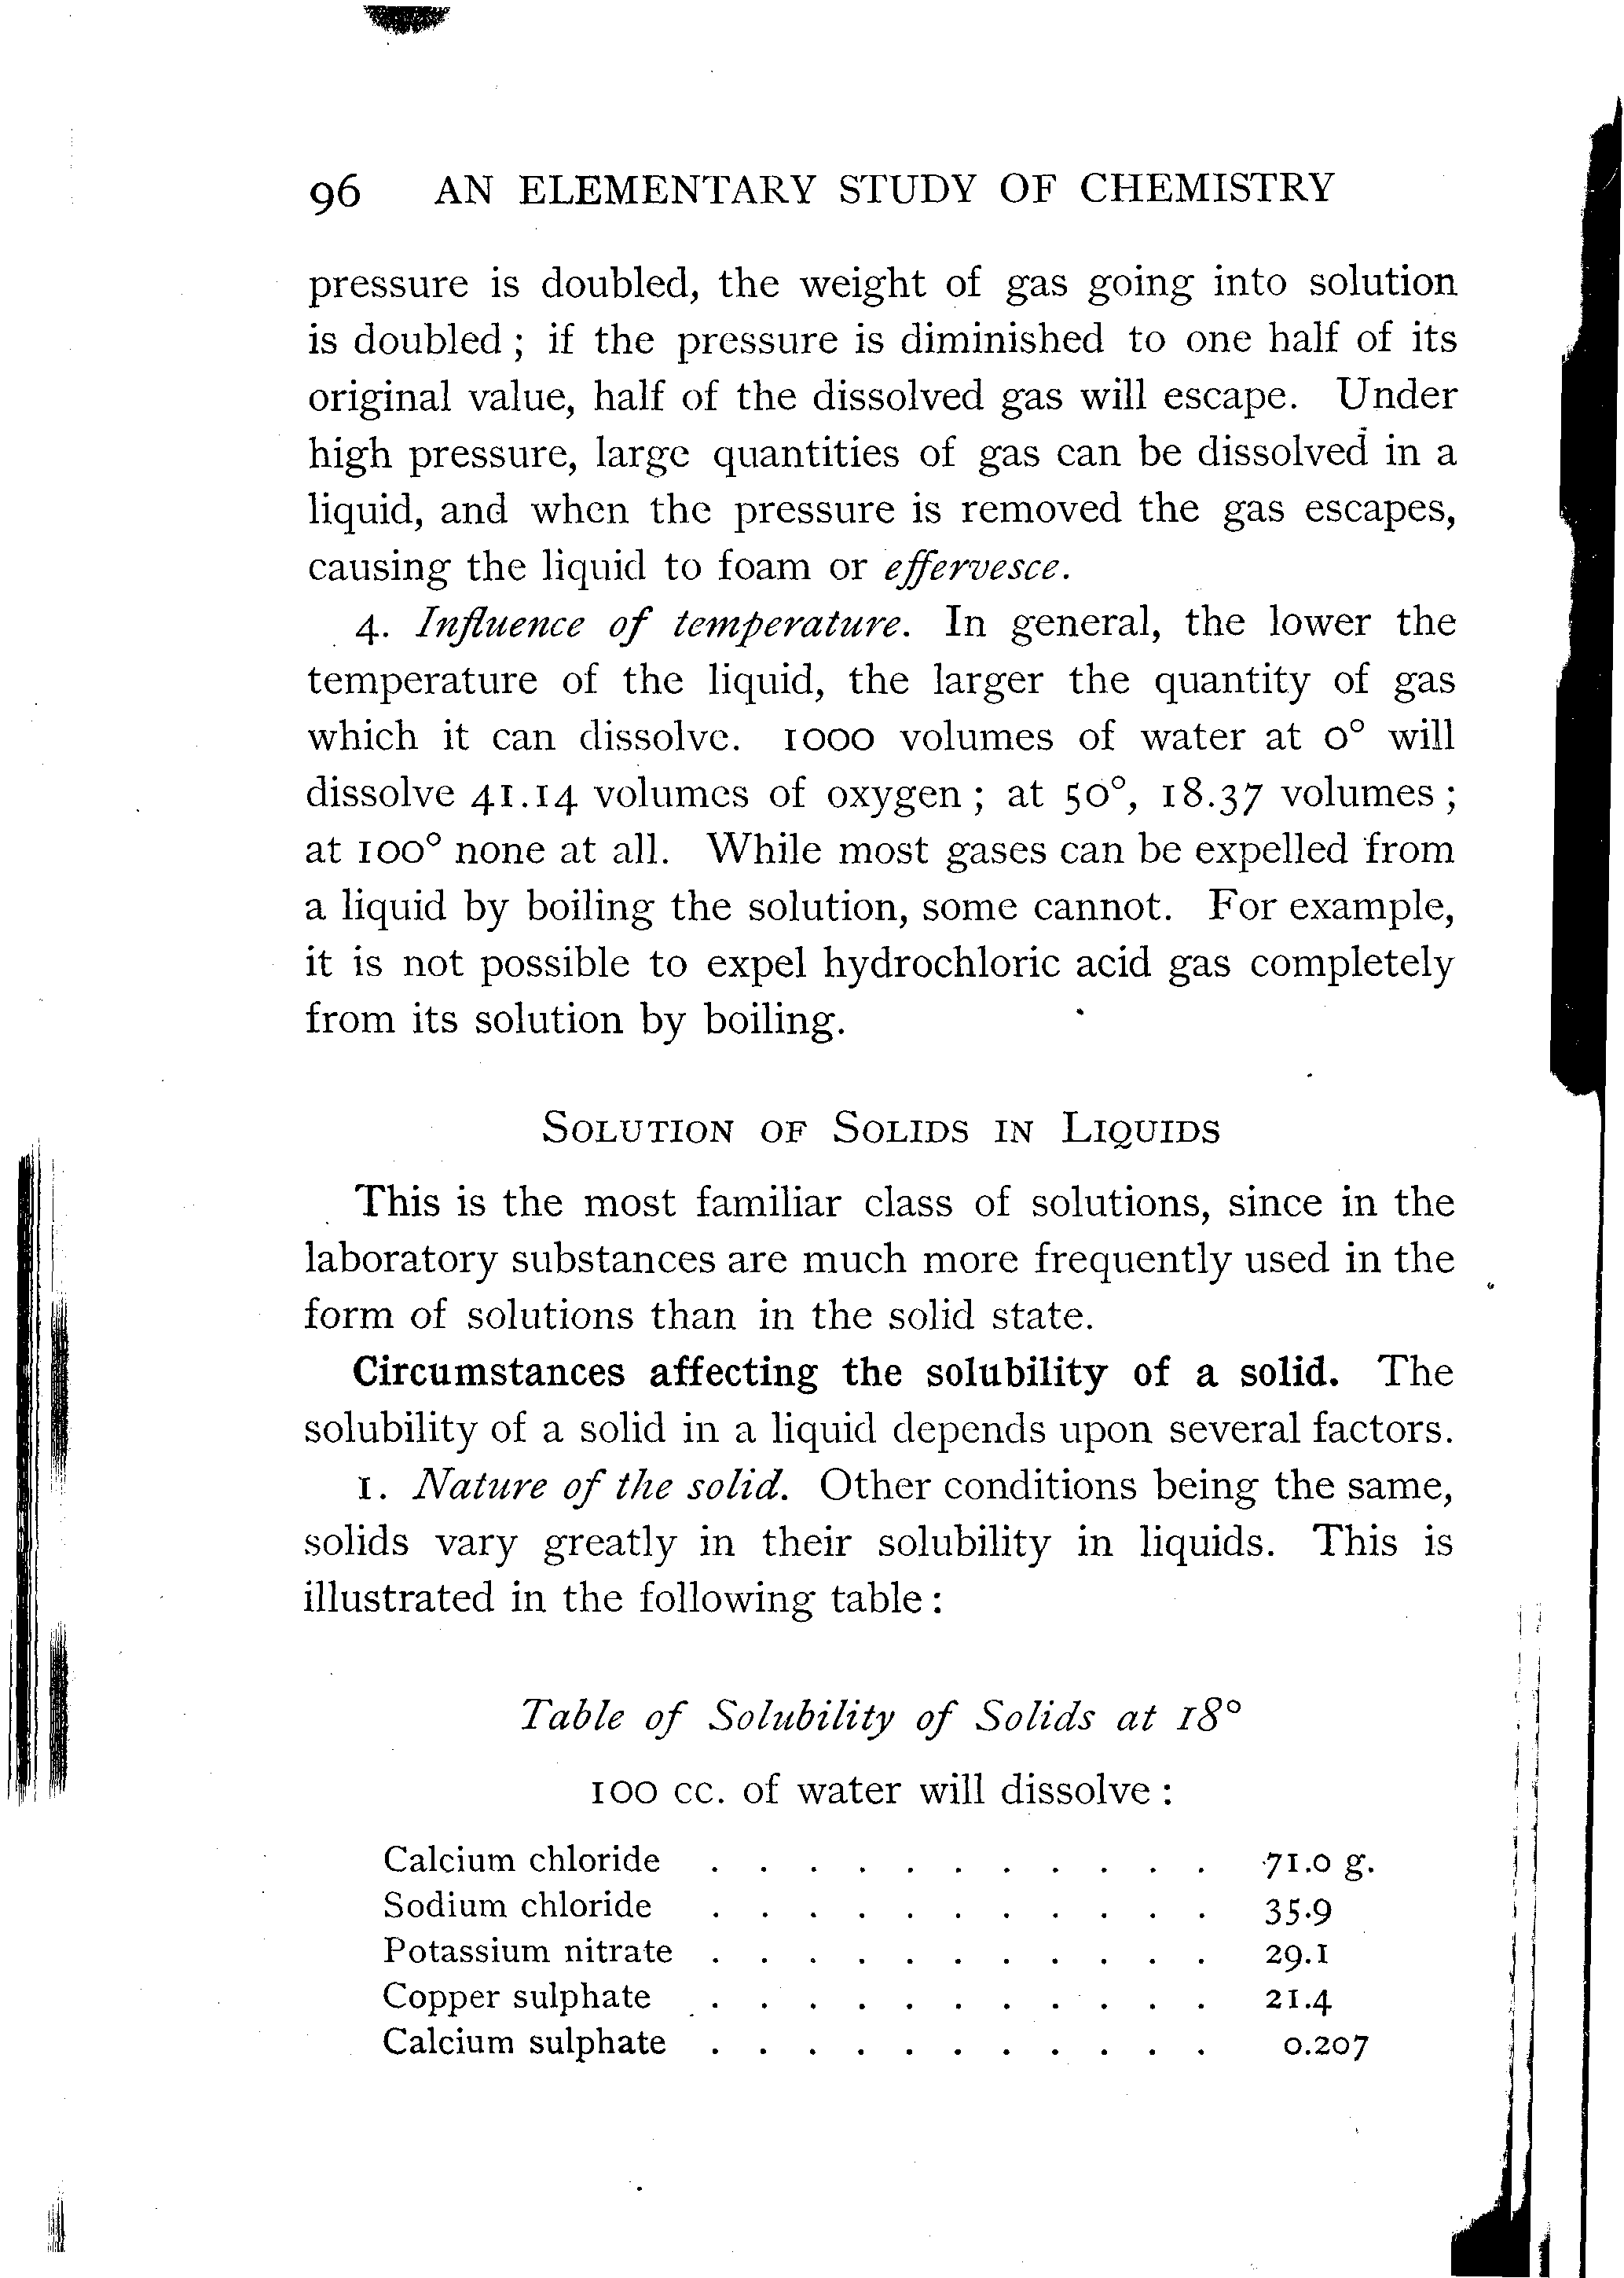 96 AN ELEMENTARY STUDY OF CHEMISTRY
pressure is doubled, the weight of gas going into solution
is doubled ; if the pressure is diminished to one half of its
original value, half of the dissolved gas will escape. Under
high pressure, large quantities of gas can be dissolved in a
liquid, and when the pressure is removed the gas escapes,
causing the liquid to foam or effervesce.
4. Influence of temperature. In general, the lower the
temperature of the liquid, the larger the quantity of gas
which it can dissolve. 1000 volumes of water at 0° will
dissolve 41.14 volumes of oxygen ; at 50°, 18.37 volumes ;
at 100° none at all. While most gases can be expelled from
a liquid by boiling the solution, some cannot. For example,
it is not possible to expel hydrochloric acid gas completely
from its solution by boiling.
SOLUTION OF SOLIDS IN LIQUIDS
This is the most familiar class of solutions, since in the
laboratory substances are much more frequently used in the
form of solutions than in the solid state.
Circumstances affecting the solubility of a solid. The
solubility of a solid in a liquid depends upon several factors.
1. Nature of the solid. Other conditions being the same,
solids vary greatly in their solubility in liquids. This is
illustrated in the following table :
Table of Solubility of Solids at 18°
100 cc. of water will dissolve :
Calcium chloride . . . . . . . . . . . 71.0 g.
Sodium chloride . . . . . . . . . . . 35.9
Potassium nitrate . . . . . . . . . . . 29.1
Copper sulphate . . . . . . . . . . . 21.4
Calcium sulphate . . . . . . . . . . . 0.207